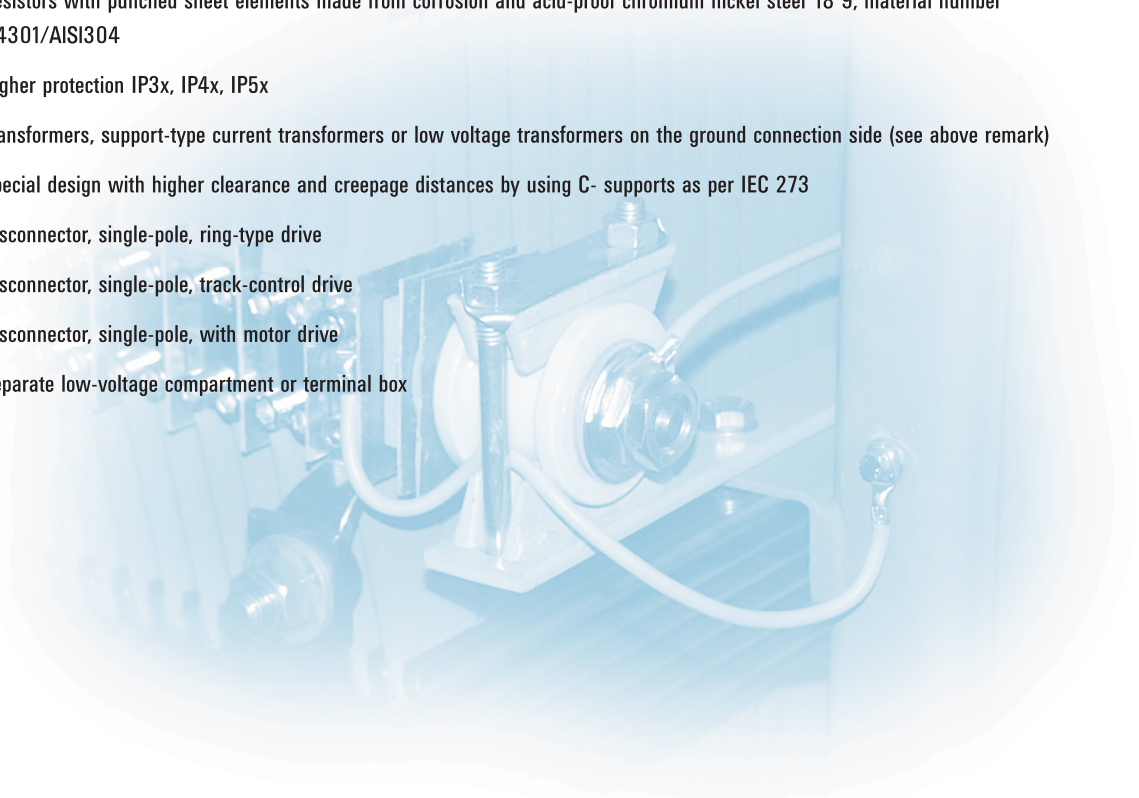 esistors with punched sheet elements made from corrosion and acid-proof chromium nickel steel 18 9, material number
4301/AISI304
gher protection IP3x, IP4x, IP5x
ansformers, support-type current transformers or low voltage transformers on the ground connection side (see above remark)
pecial design with higher clearance and creepage distances by using C- supports as per IEC 273
sconnector, single-pole, ring-type drive
sconnector, single-pole, track-control drive
sconnector, single-pole, with motor drive
eparate low-voltage compartment or terminal box